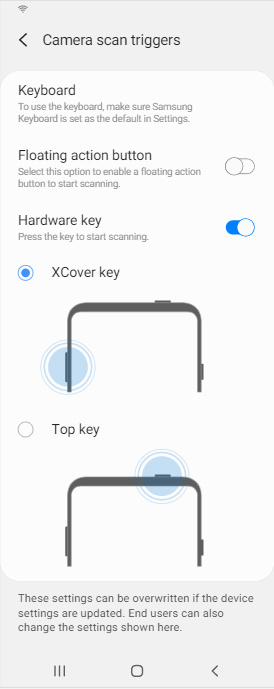 Camera scan triggers
Keyboard
To use the keyboard, make sure Samsung
Keyboard is set as the default in Settings.
Floating action button
Select this option to enable a floating action
button to start scanning.
Hardware key
Press the key to start scanning.
XCover key
Top key
These settings can be overwritten if the device
settings are updated. End users can also
change the settings shown here.